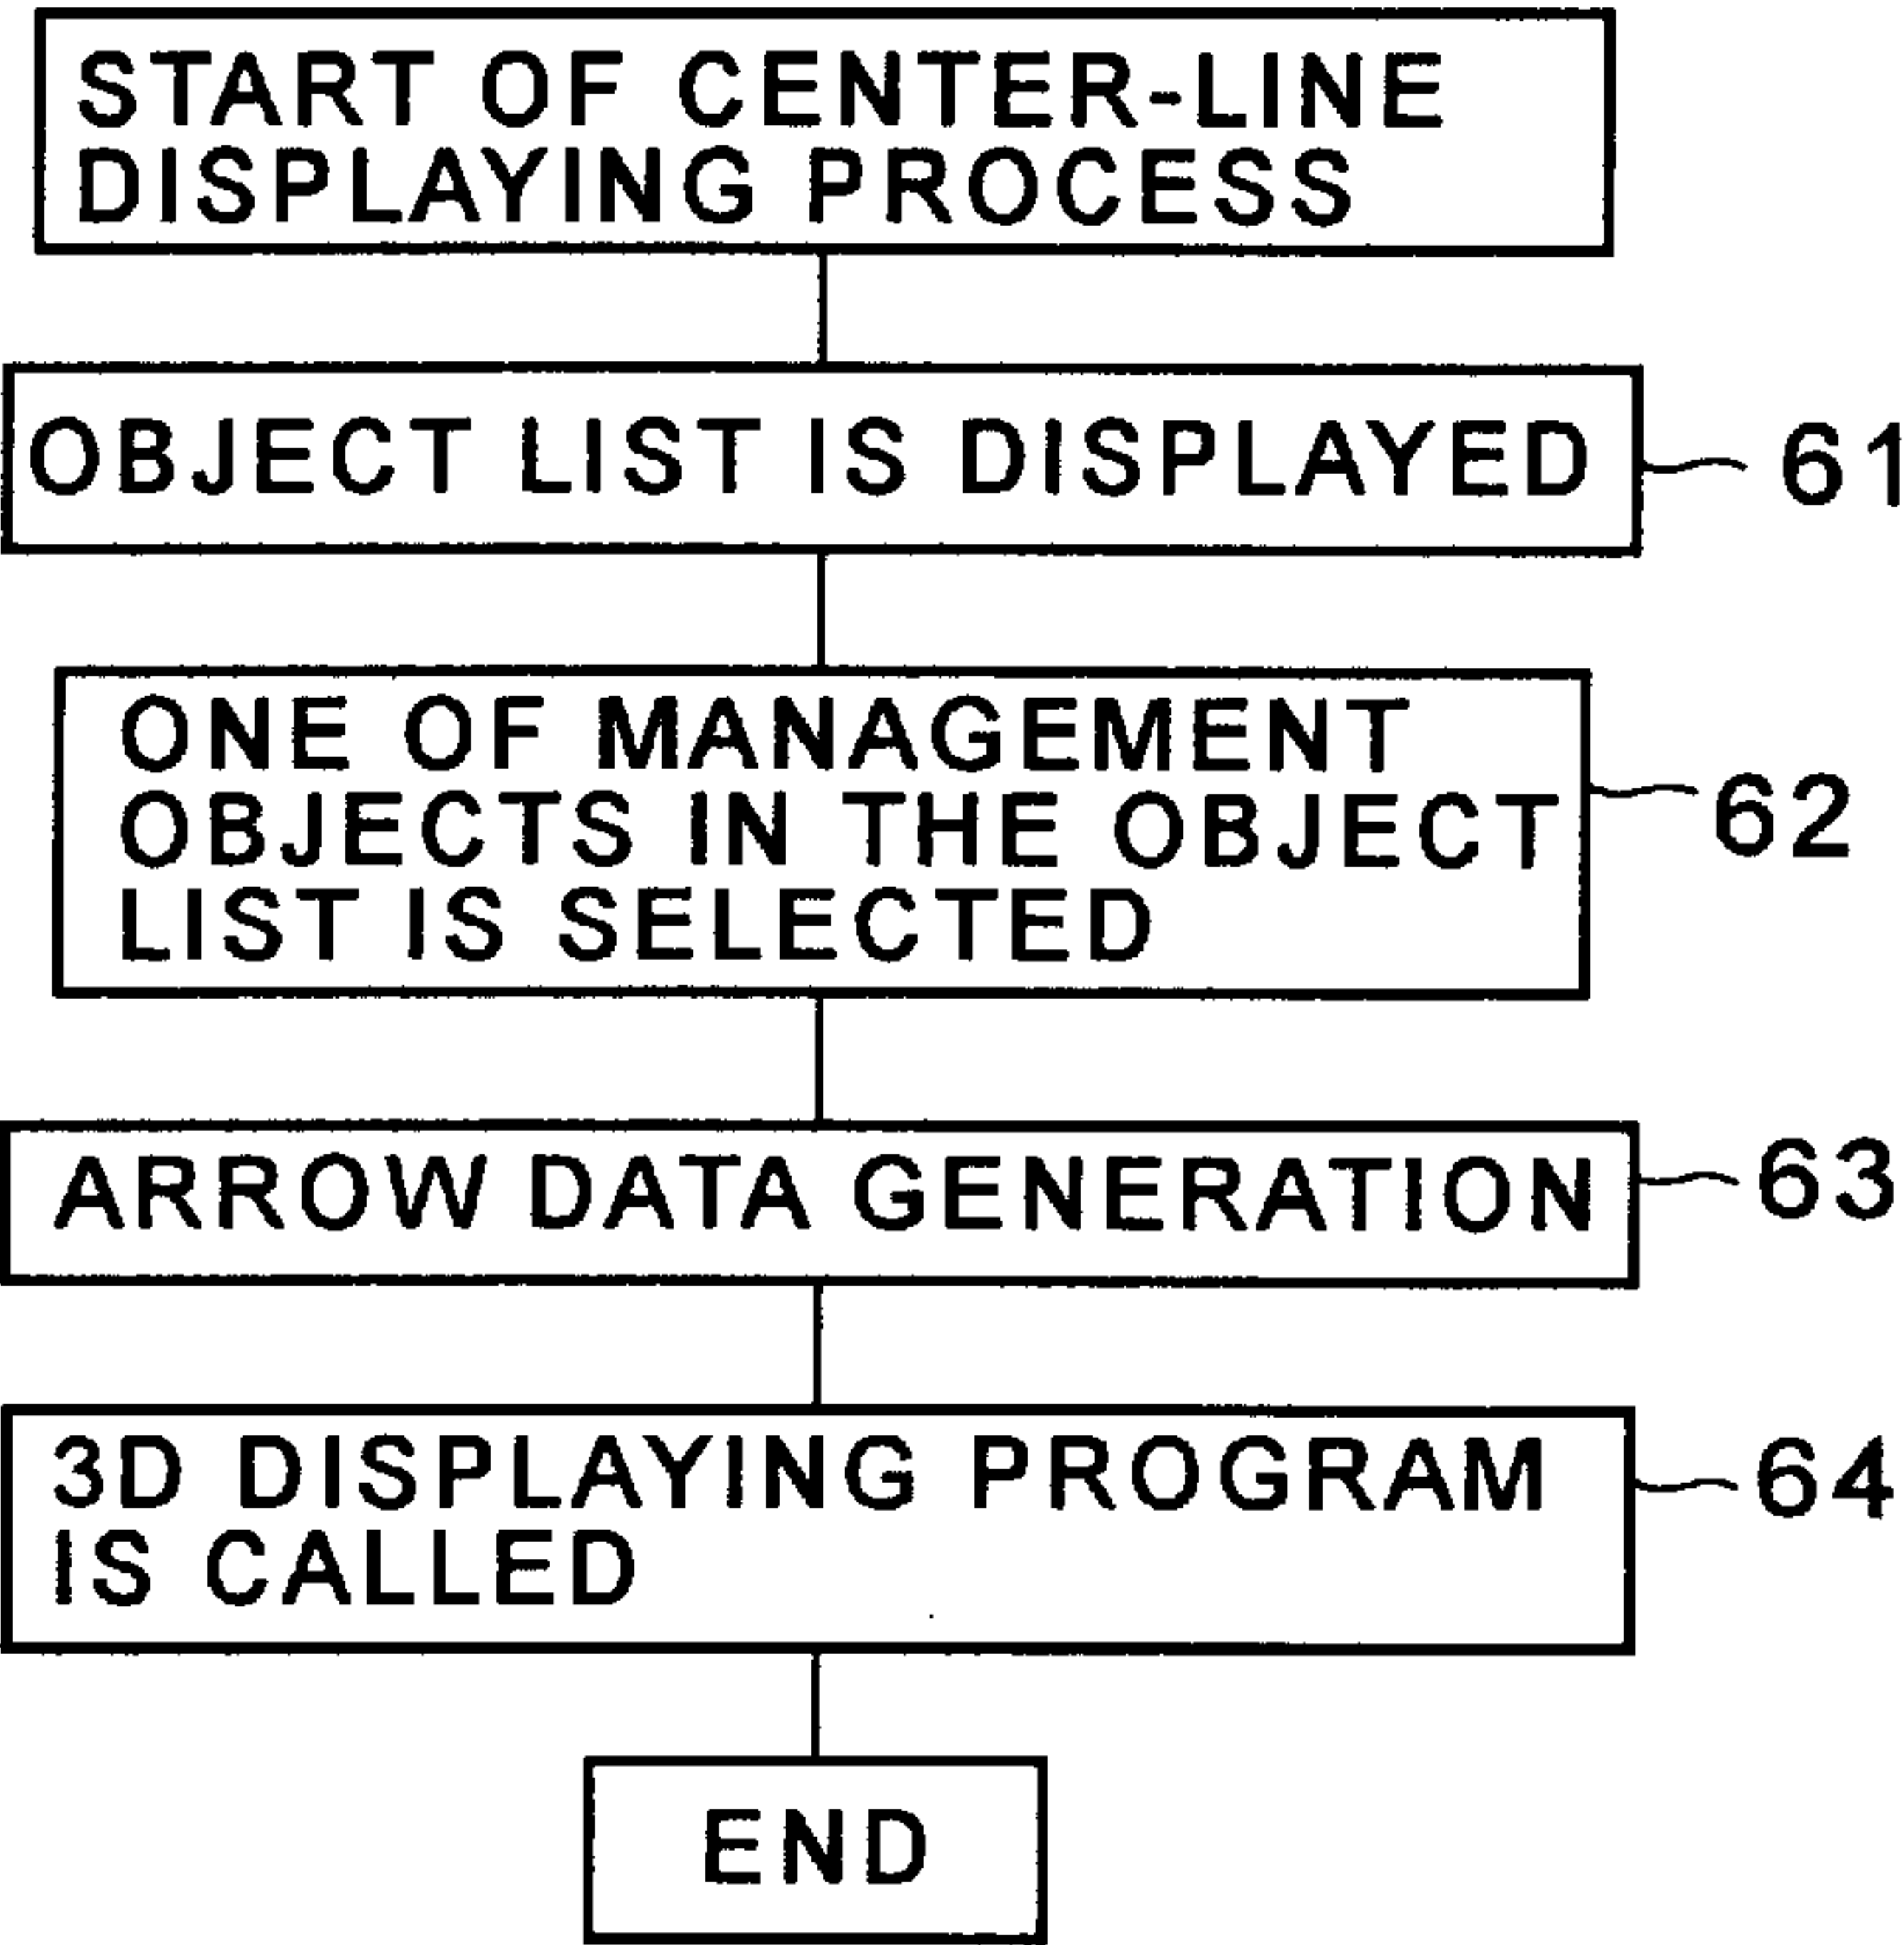 START OF CENTER-LINE
DISPLAYING PROCESS
OBJECT LIST IS DISPLAYED
61
ONE OF MANAGEMENT
OBJECTS IN THE OBJECT
LIST IS SELECTED
62
ARROW DATA GENERATION
63
3D DISPLAYING PROGRAM
IS CALLED
64
END